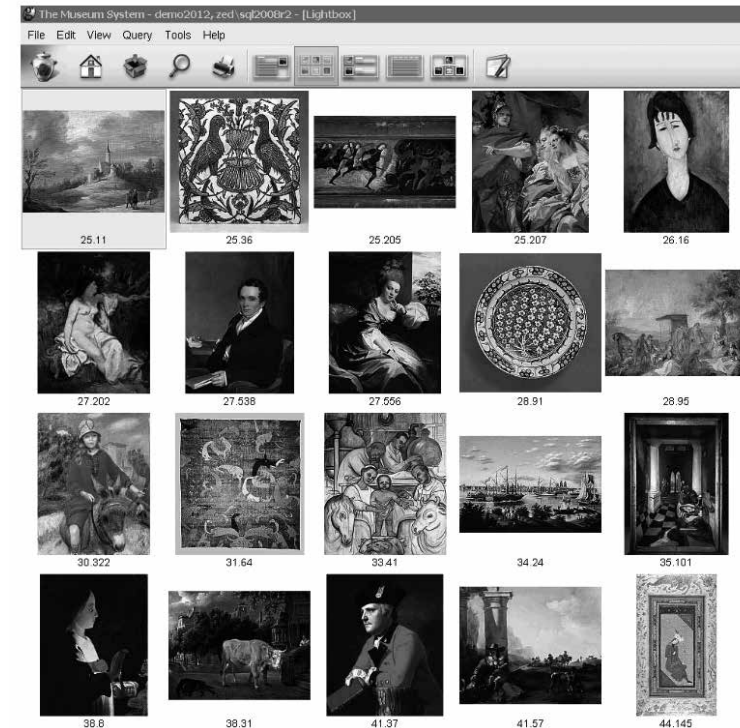 The Museum System - demo2012, zed\sql2008r2 - [Lightbox]
File Edit View Query Tools Help
25.11 25.36 25.205 25.207 26.16
27.202 27.538 27.556 28.91 28.95
30.322 31.64 33.41 34.24 35.101
38.8 38.31 41.37 41.57 44.145